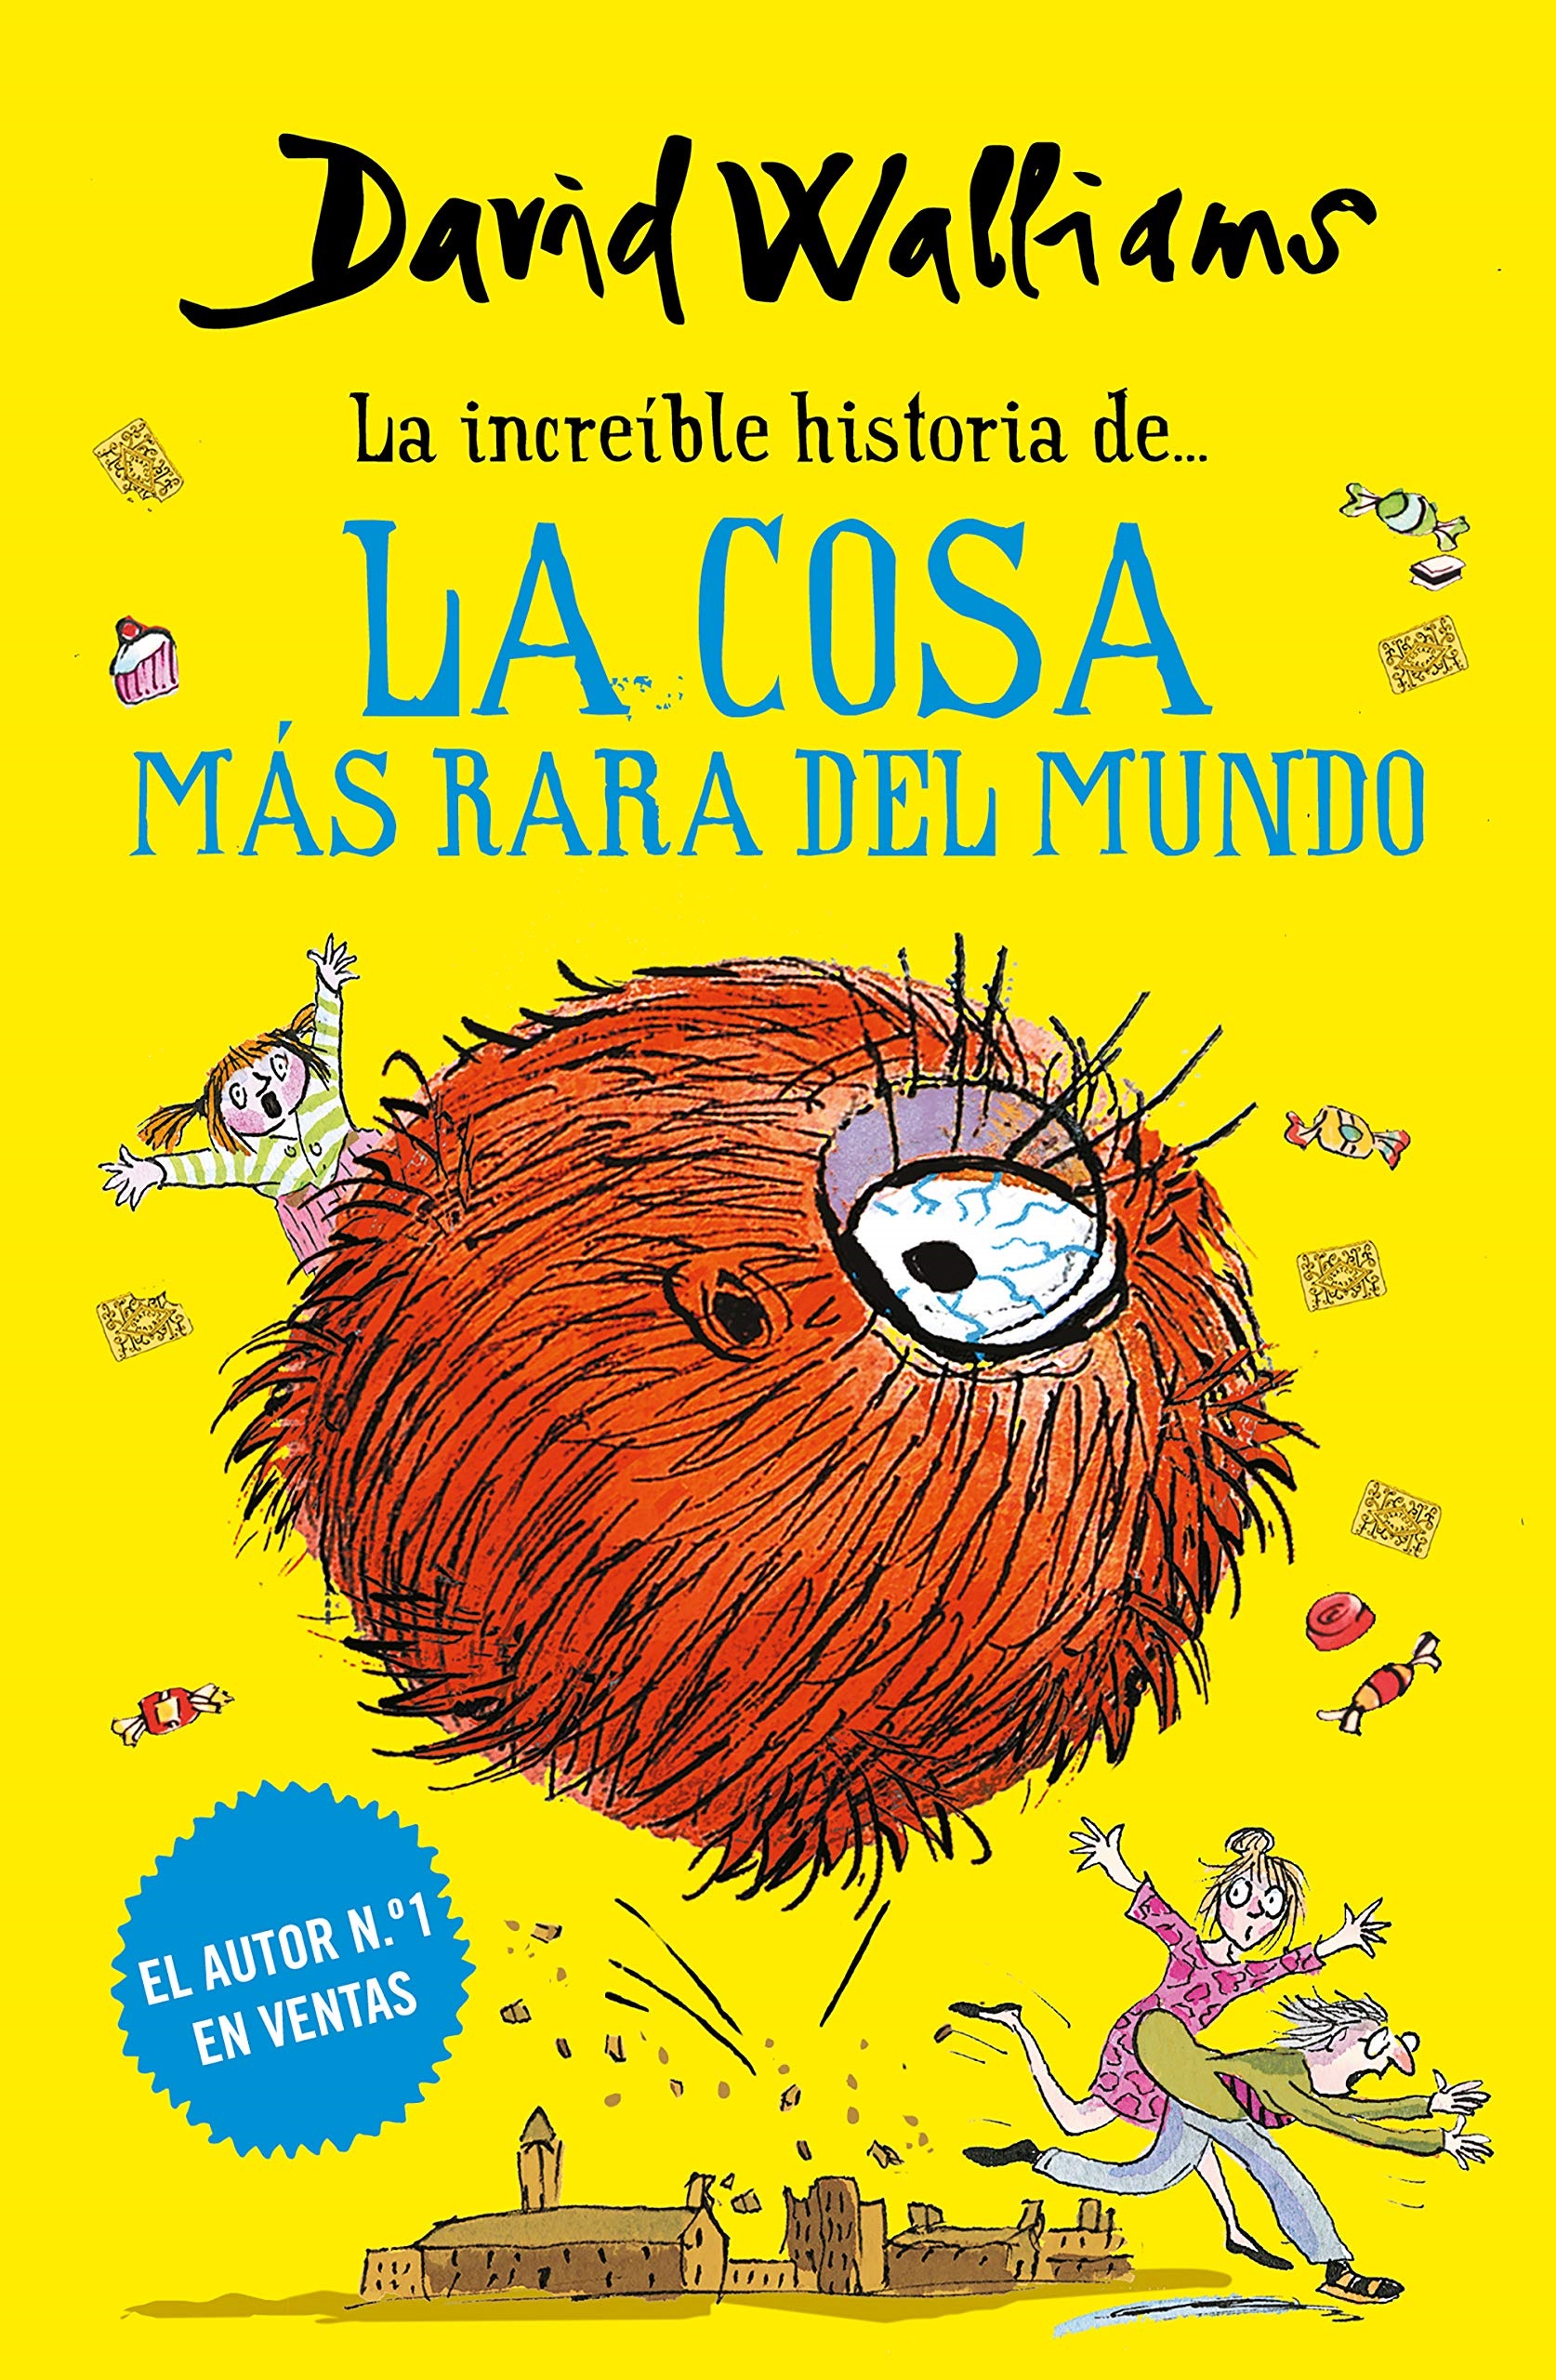 David Walliams
La increíble historia de...
LA COSA
MÁS RARA DEL MUNDO
EL AUTOR N.º 1
EN VENTAS